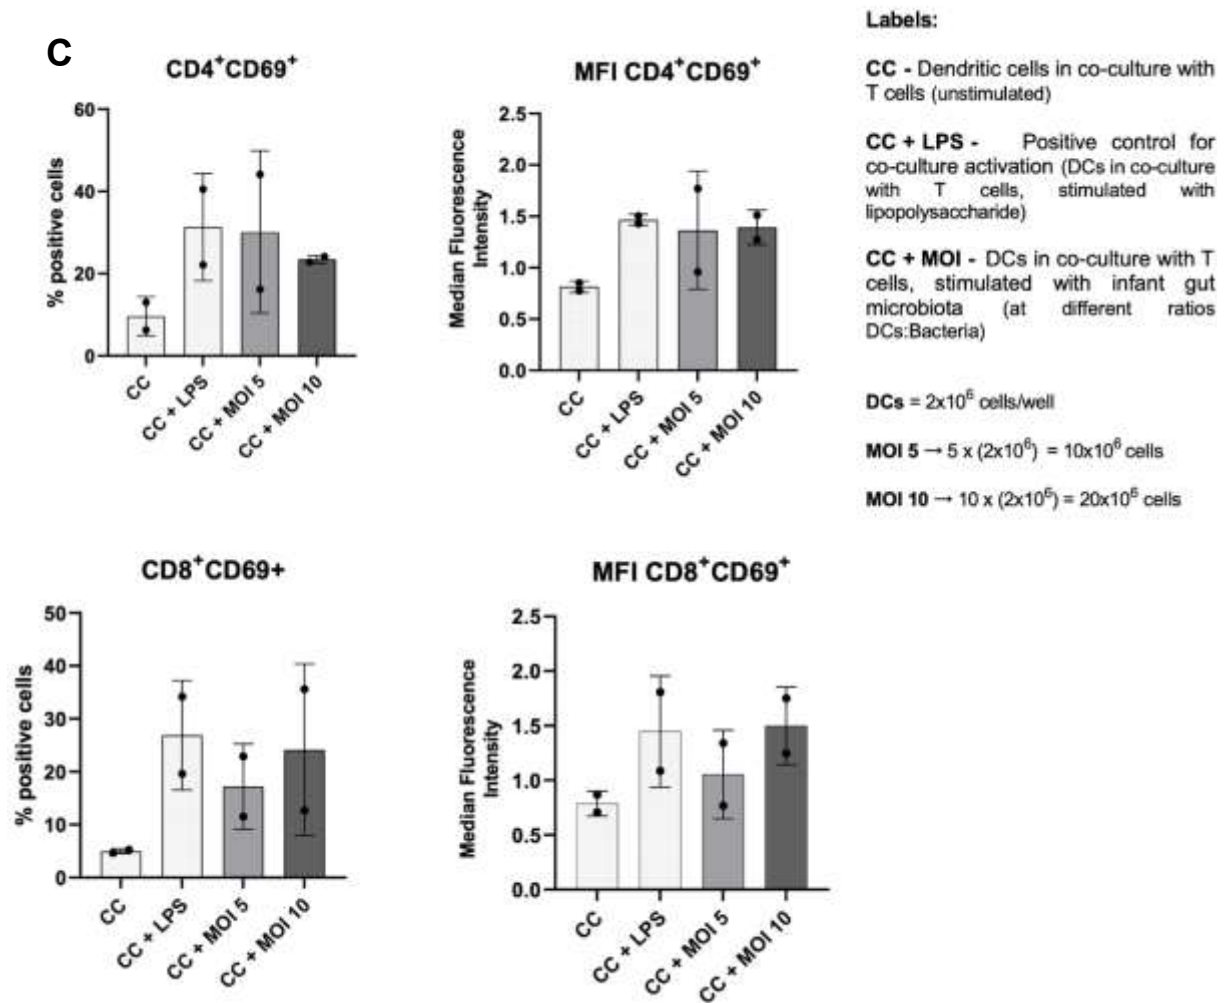 C
CD4⁺CD69⁺
% positive cells
60
40
20
0
CC
CC + LPS
CC + MOI 5
CC + MOI 10
MFI CD4⁺CD69⁺
Median Fluorescence
Intensity
2.5
2.0
1.5
1.0
0.5
0.0
CC
CC + LPS
CC + MOI 5
CC + MOI 10
Labels:
CC - Dendritic cells in co-culture with
T cells (unstimulated)
CC + LPS - Positive control for
co-culture activation (DCs in co-culture
with T cells, stimulated with
lipopolysaccharide)
CC + MOI - DCs in co-culture with T
cells, stimulated with infant gut
microbiota (at different ratios
DCs:Bacteria)
DCs = 2x10⁶ cells/well
MOI 5 → 5 x (2x10⁶) = 10x10⁶ cells
MOI 10 → 10 x (2x10⁶) = 20x10⁶ cells
CD8⁺CD69+
% positive cells
50
40
30
20
10
0
CC
CC + LPS
CC + MOI 5
CC + MOI 10
MFI CD8⁺CD69⁺
Median Fluorescence
Intensity
2.5
2.0
1.5
1.0
0.5
0.0
CC
CC + LPS
CC + MOI 5
CC + MOI 10